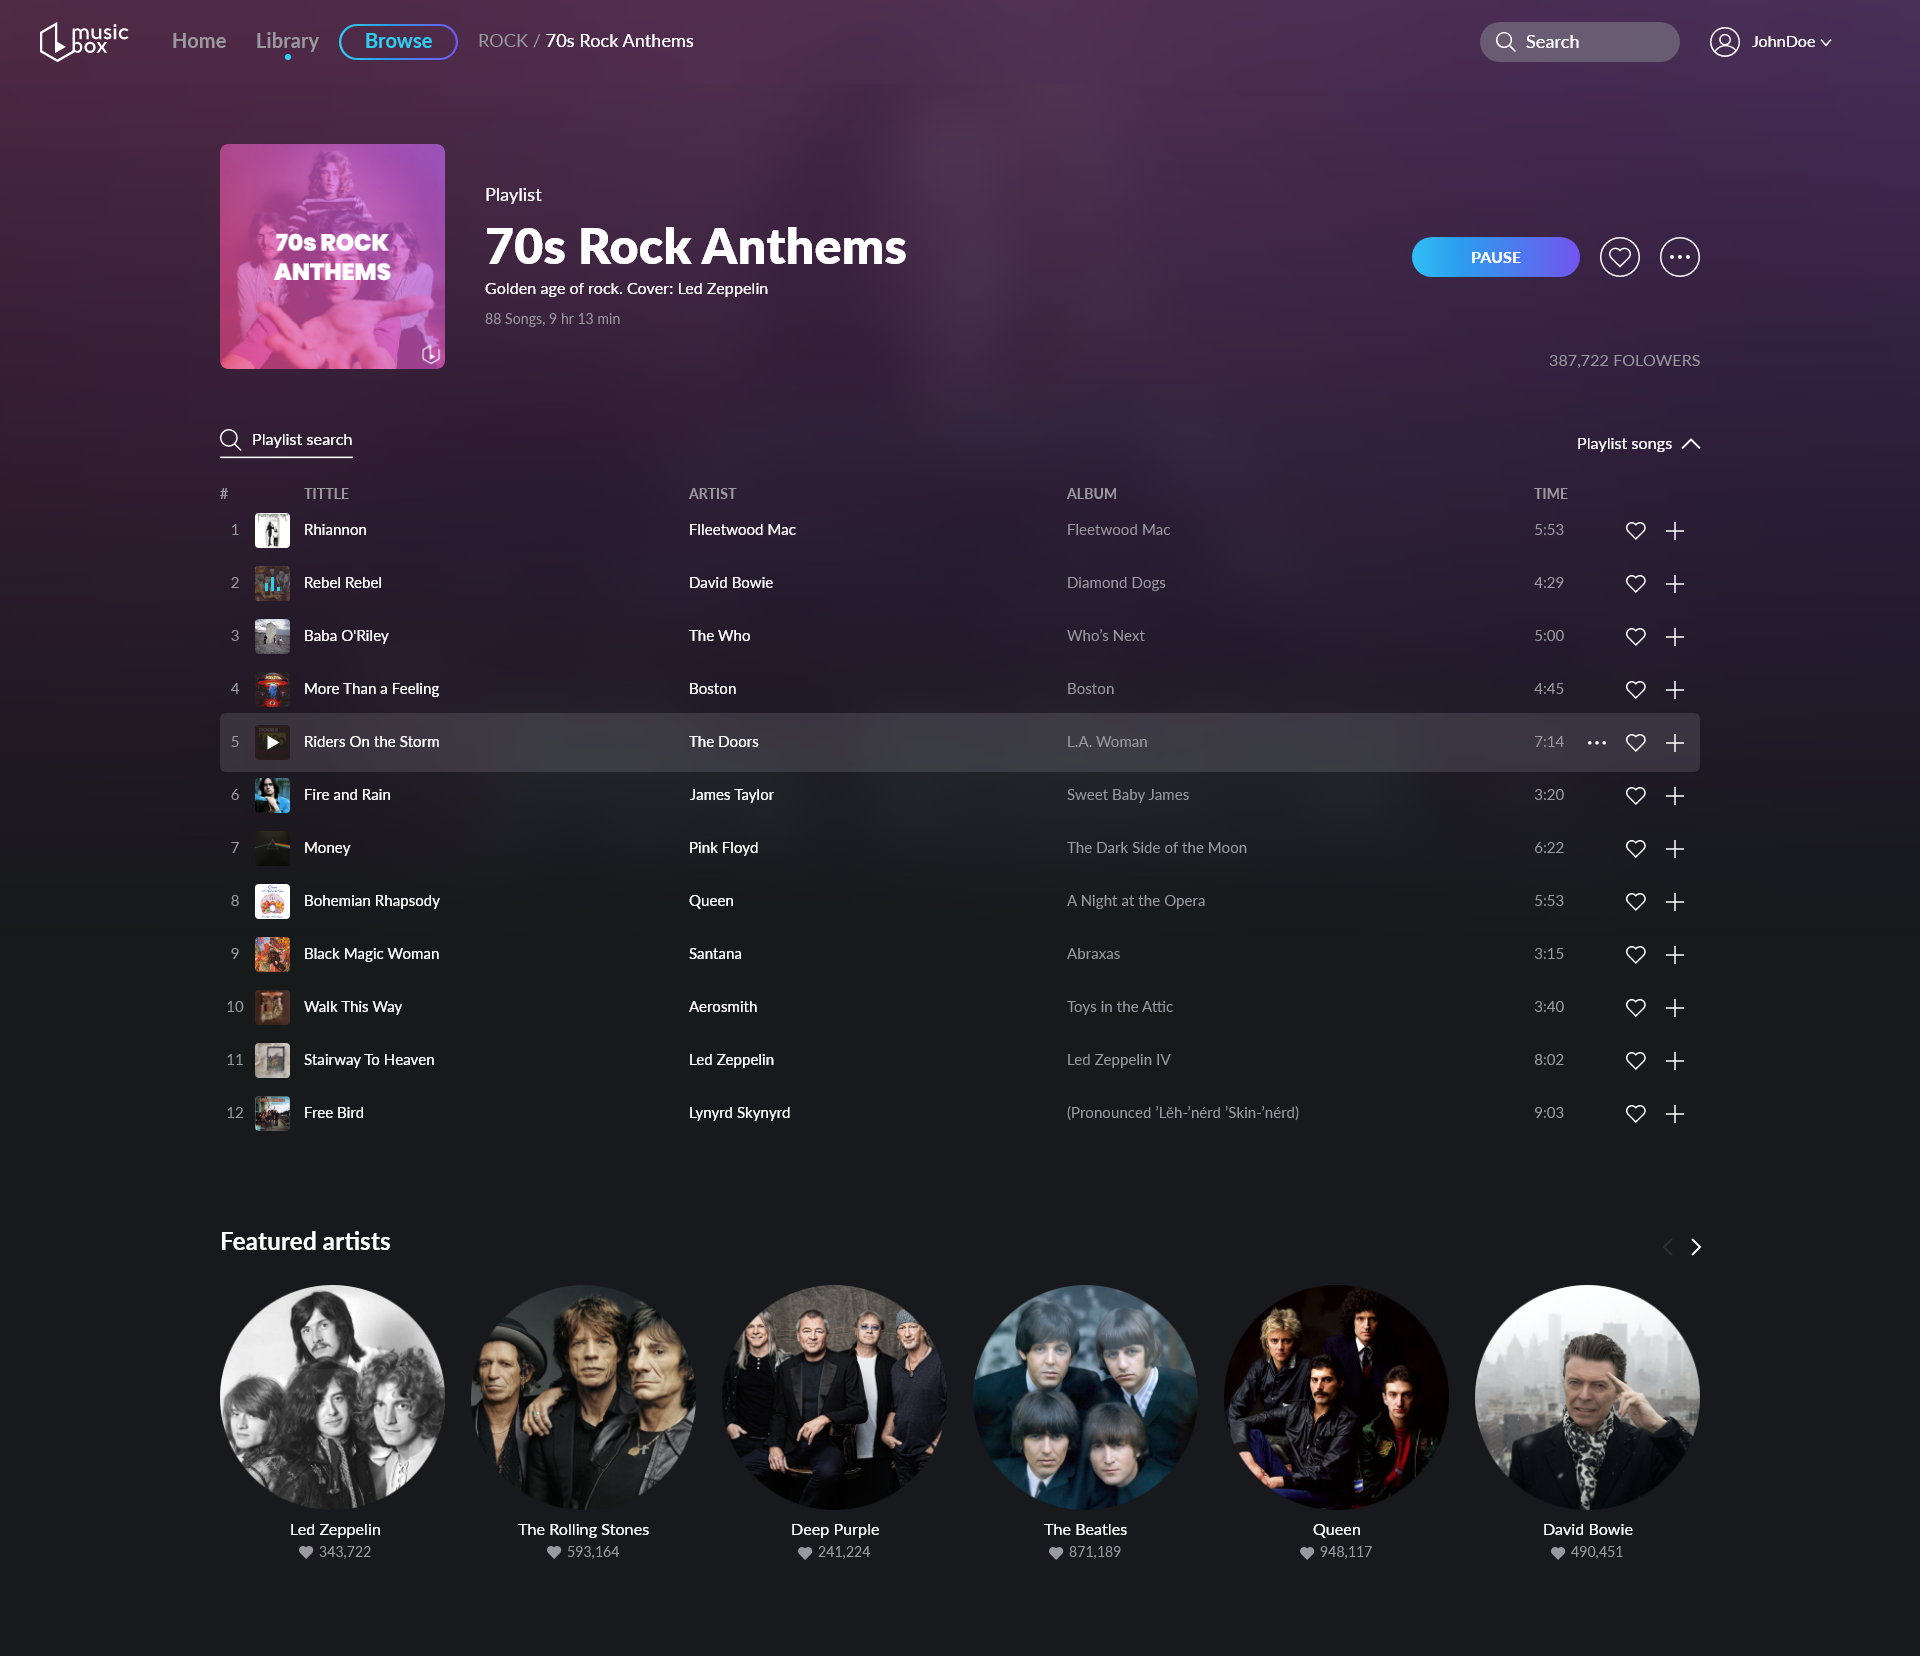 music box
Home Library Browse ROCK / 70s Rock Anthems Search JohnDoe
70s ROCK
ANTHEMS
Playlist
70s Rock Anthems
Golden age of rock. Cover: Led Zeppelin
88 Songs, 9 hr 13 min
PAUSE
387,722 FOLOWERS
Playlist search
Playlist songs
# TITTLE ARTIST ALBUM TIME
1 Rhiannon Flleetwood Mac Fleetwood Mac 5:53
2 Rebel Rebel David Bowie Diamond Dogs 4:29
3 Baba O'Riley The Who Who's Next 5:00
4 More Than a Feeling Boston Boston 4:45
5 Riders On the Storm The Doors L.A. Woman 7:14
6 Fire and Rain James Taylor Sweet Baby James 3:20
7 Money Pink Floyd The Dark Side of the Moon 6:22
8 Bohemian Rhapsody Queen A Night at the Opera 5:53
9 Black Magic Woman Santana Abraxas 3:15
10 Walk This Way Aerosmith Toys in the Attic 3:40
11 Stairway To Heaven Led Zeppelin Led Zeppelin IV 8:02
12 Free Bird Lynyrd Skynyrd (Pronounced 'Lĕh-'nérd 'Skin-'nérd) 9:03
Featured artists
Led Zeppelin The Rolling Stones Deep Purple The Beatles Queen David Bowie
343,722 593,164 241,224 871,189 948,117 490,451